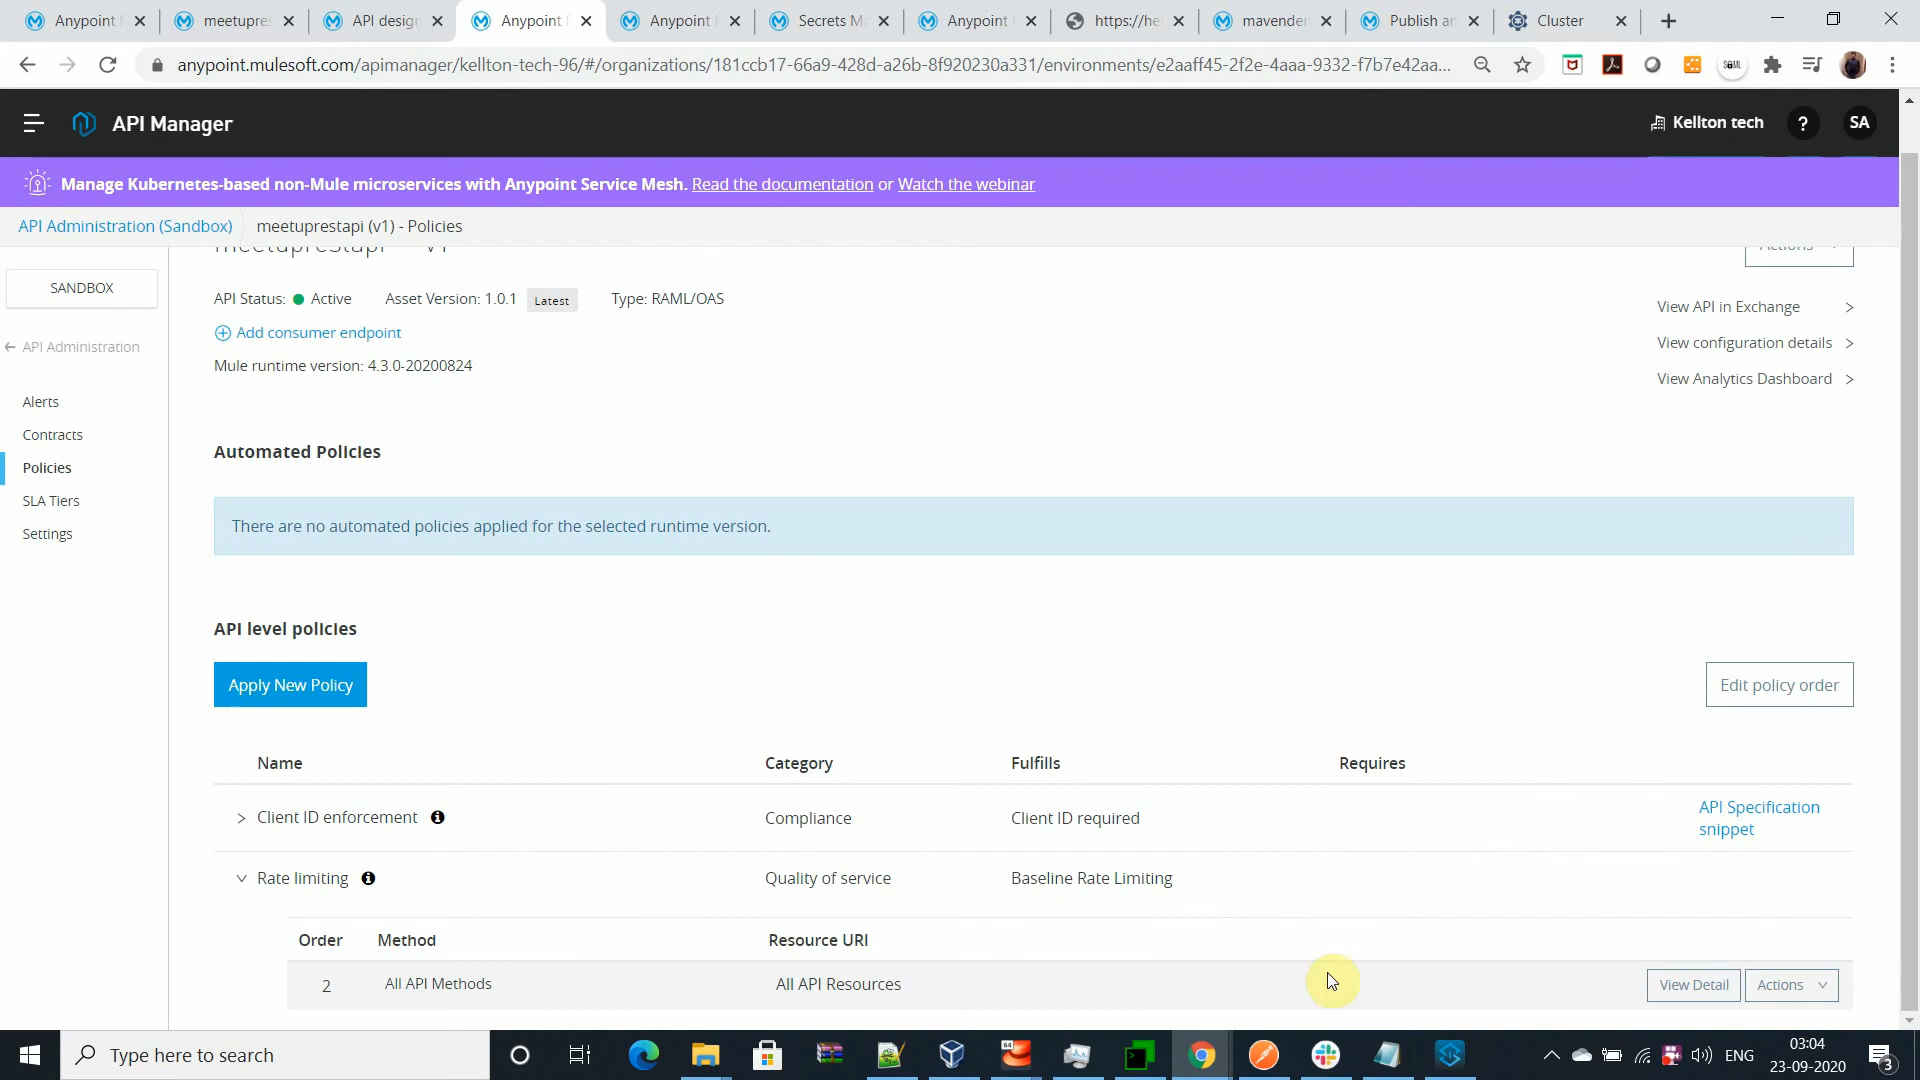 Anypoint
meetupres
API desig
Anypoint
Anypoint
Secrets M
Anypoint
https://he
mavender
Publish an
Cluster
anypoint.mulesoft.com/apimanager/kellton-tech-96/#/organizations/181ccb17-66a9-428d-a26b-8f920230a331/environments/e2aaff45-2f2e-4aaa-9332-f7b7e42aa...
API Manager
Kellton tech
?
SA
Manage Kubernetes-based non-Mule microservices with Anypoint Service Mesh. Read the documentation or Watch the webinar
API Administration (Sandbox)
meetuprestapi (v1) - Policies
meetuprestapi v1
Actions
SANDBOX
API Status: Active
Asset Version: 1.0.1 Latest
Type: RAML/OAS
View API in Exchange >
Add consumer endpoint
API Administration
View configuration details >
Mule runtime version: 4.3.0-20200824
View Analytics Dashboard >
Alerts
Contracts
Policies
SLA Tiers
Settings
Automated Policies
There are no automated policies applied for the selected runtime version.
API level policies
Apply New Policy
Edit policy order
Name Category Fulfills Requires
Client ID enforcement Compliance Client ID required API Specification
snippet
Rate limiting Quality of service Baseline Rate Limiting
Order Method Resource URI
2 All API Methods All API Resources View Detail Actions
Type here to search
ENG
03:04
23-09-2020
3